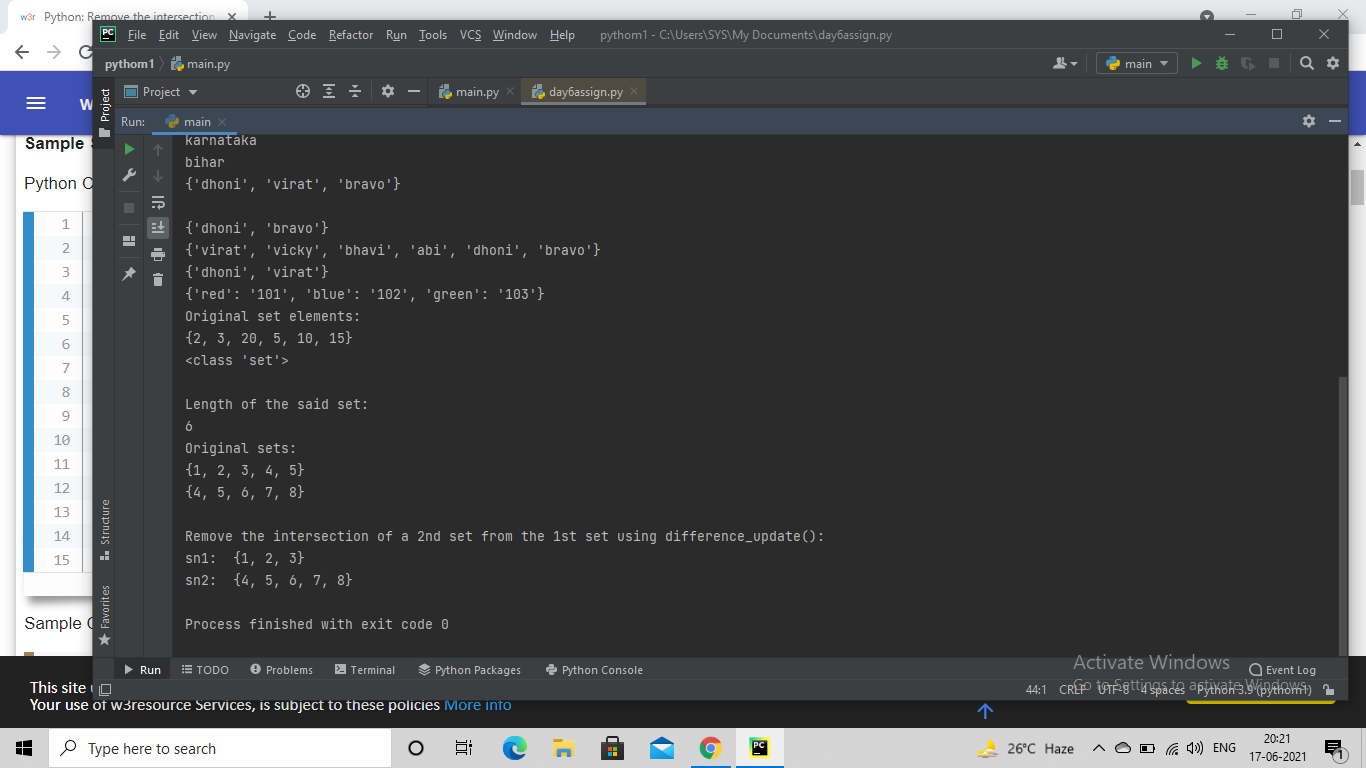 w3r Python: Remove the intersection
File Edit View Navigate Code Refactor Run Tools VCS Window Help pythom1 - C:\Users\SYS\My Documents\day6assign.py
pythom1 main.py main
Project main.py day6assign.py
Project
Run: main
Sample
Python
1
2
3
4
5
6
7
8
9
10
11
12
13
14
15
Sample
karnataka
bihar
{'dhoni', 'virat', 'bravo'}
{'dhoni', 'bravo'}
{'virat', 'vicky', 'bhavi', 'abi', 'dhoni', 'bravo'}
{'dhoni', 'virat'}
{'red': '101', 'blue': '102', 'green': '103'}
Original set elements:
{2, 3, 20, 5, 10, 15}
<class 'set'>
Length of the said set:
6
Original sets:
{1, 2, 3, 4, 5}
{4, 5, 6, 7, 8}
Remove the intersection of a 2nd set from the 1st set using difference_update():
sn1:  {1, 2, 3}
sn2:  {4, 5, 6, 7, 8}
Process finished with exit code 0
Structure
Favorites
Run TODO Problems Terminal Python Packages Python Console Event Log
Activate Windows
Go to Settings to activate Windows.
44:1 CRLF UTF-8 4 spaces Python 3.9 (pythom1)
This site
Your use of w3resource Services, is subject to these policies More info
Type here to search
26°C Haze ENG 20:21
17-06-2021
1